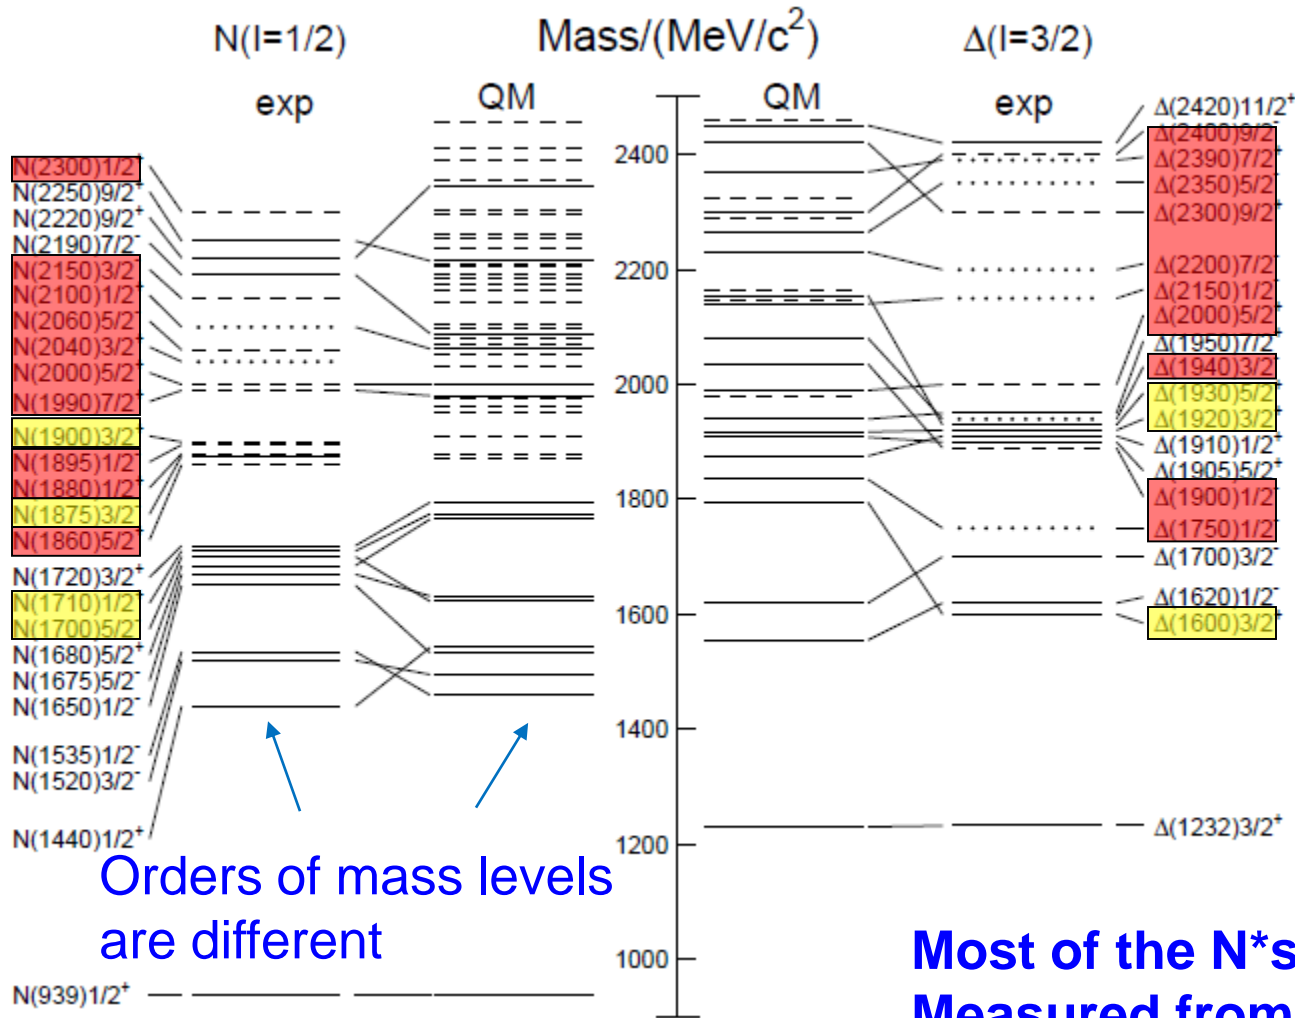 N(I=1/2) Mass/(MeV/c²) Δ(I=3/2)
exp QM QM exp
N(2300)1/2⁺
N(2250)9/2⁻
N(2220)9/2⁺
N(2190)7/2⁻
N(2150)3/2⁻
N(2100)1/2⁺
N(2060)5/2⁻
N(2040)3/2⁺
N(2000)5/2⁺
N(1990)7/2⁺
N(1900)3/2⁺
N(1895)1/2⁻
N(1880)1/2⁺
N(1875)3/2⁻
N(1860)5/2⁺
N(1720)3/2⁺
N(1710)1/2⁺
N(1700)5/2⁻
N(1680)5/2⁺
N(1675)5/2⁻
N(1650)1/2⁻
N(1535)1/2⁻
N(1520)3/2⁻
N(1440)1/2⁺
N(939)1/2⁺
2400
2200
2000
1800
1600
1400
1200
1000
Δ(2420)11/2⁺
Δ(2400)9/2⁻
Δ(2390)7/2⁺
Δ(2350)5/2⁻
Δ(2300)9/2⁺
Δ(2200)7/2⁻
Δ(2150)1/2⁻
Δ(2000)5/2⁺
Δ(1950)7/2⁺
Δ(1940)3/2⁻
Δ(1930)5/2⁻
Δ(1920)3/2⁺
Δ(1910)1/2⁺
Δ(1905)5/2⁺
Δ(1900)1/2⁻
Δ(1750)1/2⁺
Δ(1700)3/2⁻
Δ(1620)1/2⁻
Δ(1600)3/2⁺
Δ(1232)3/2⁺
Orders of mass levels
are different
Most of the N*s
Measured from